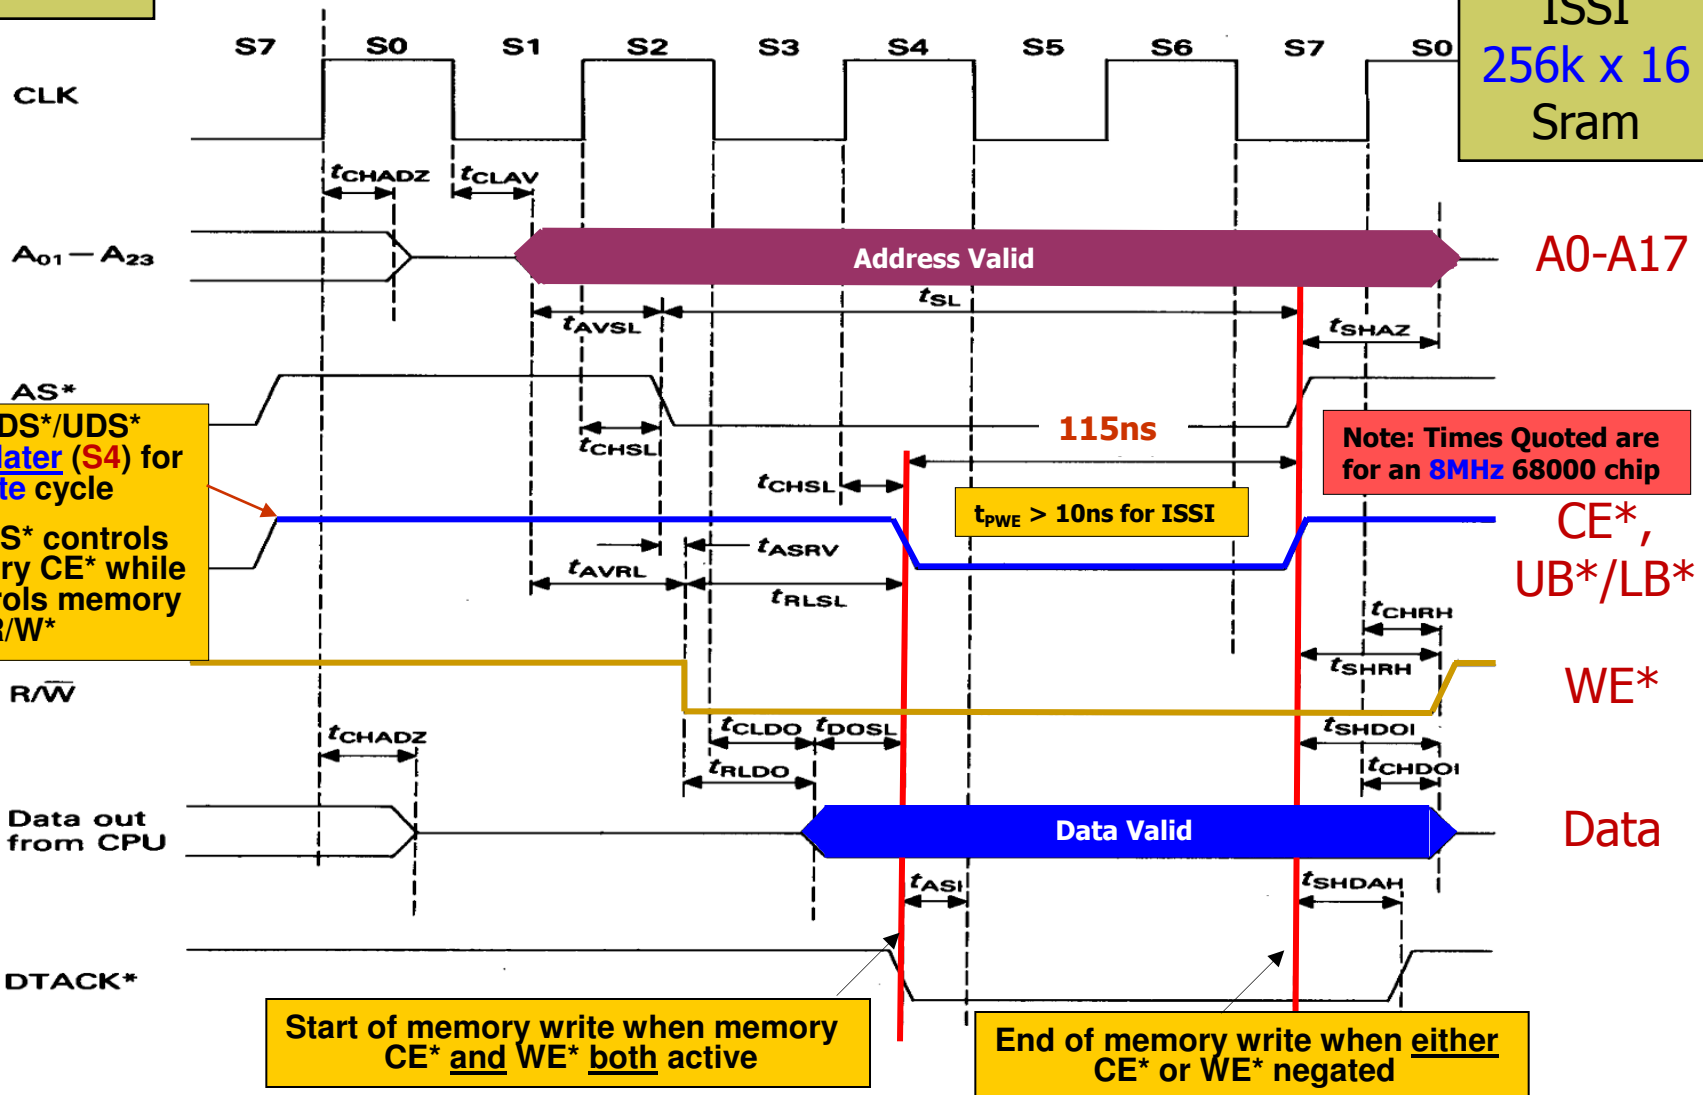 S7 S0 S1 S2 S3 S4 S5 S6 S7 S0
ISSI
256k x 16
Sram
CLK
tCHADZ tCLAV
A01–A23
Address Valid
A0-A17
tSL
tAVSL
tSHAZ
AS*
DS*/UDS*
later (S4) for
cycle
S* controls
CE* while
memory
R/W*
115ns
Note: Times Quoted are
for an 8MHz 68000 chip
tCHSL
tCHSL
tPWE > 10ns for ISSI
CE*,
UB*/LB*
tASRV
tAVRL
tRLSL
tCHRH
tSHRH
R/W̅
WE*
tCHADZ
tCLDO tDOSL
tSHDOI
tRLDO
tCHDOI
Data out
from CPU
Data Valid
Data
tASI
tSHDAH
DTACK*
Start of memory write when memory
CE* and WE* both active
End of memory write when either
CE* or WE* negated